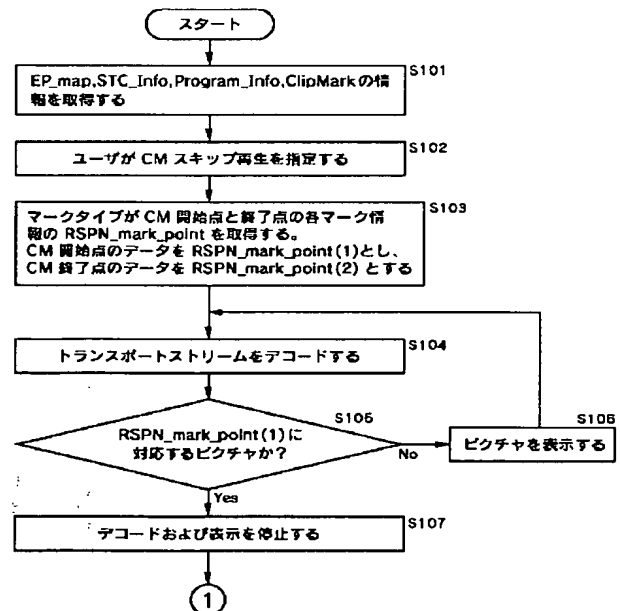 スタート
S101
EP_map,STC_Info,Program_Info,ClipMarkの情
報を取得する
S102
ユーザが CM スキップ再生を指定する
S103
マークタイプが CM 開始点と終了点の各マーク情
報の RSPN_mark_point を取得する。
CM 開始点のデータを RSPN_mark_point(1)とし、
CM 終了点のデータを RSPN_mark_point(2) とする
S104
トランスポートストリームをデコードする
S105
RSPN_mark_point(1)に
対応するピクチャか?
No
S106
ピクチャを表示する
Yes
S107
デコードおよび表示を停止する
1